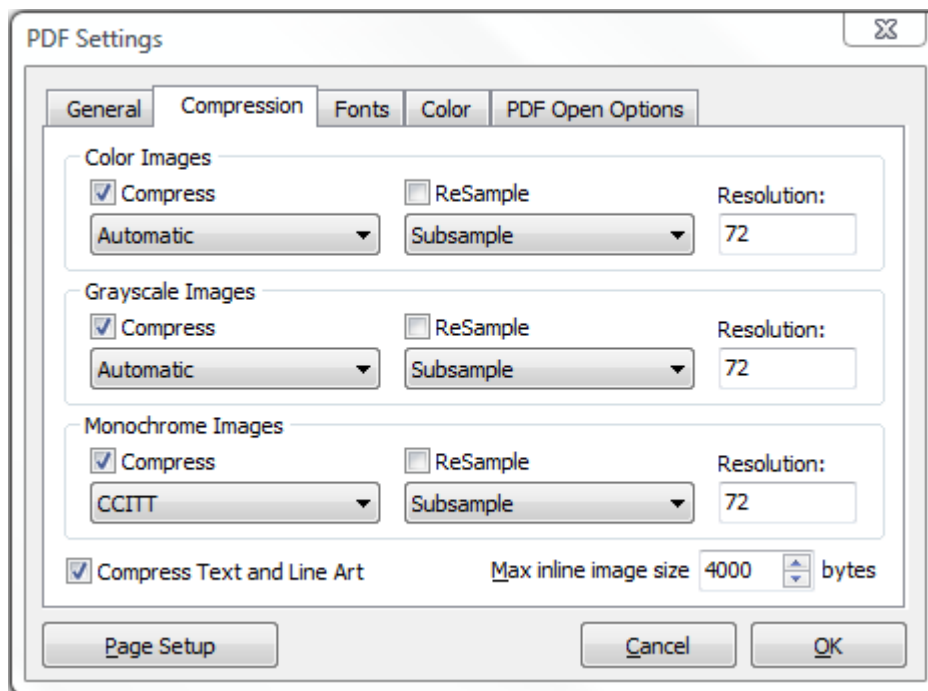 PDF Settings
General Compression Fonts Color PDF Open Options
Color Images
Compress ReSample Resolution:
Automatic Subsample 72
Grayscale Images
Compress ReSample Resolution:
Automatic Subsample 72
Monochrome Images
Compress ReSample Resolution:
CCITT Subsample 72
Compress Text and Line Art Max inline image size 4000 bytes
Page Setup Cancel OK